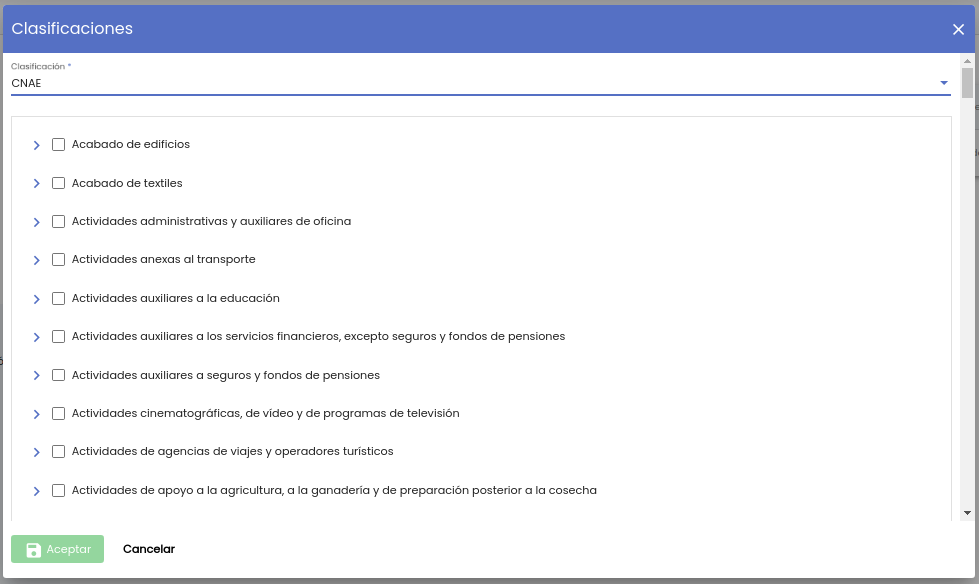 Clasificaciones
Clasificación *
CNAE
Acabado de edificios
Acabado de textiles
Actividades administrativas y auxiliares de oficina
Actividades anexas al transporte
Actividades auxiliares a la educación
Actividades auxiliares a los servicios financieros, excepto seguros y fondos de pensiones
Actividades auxiliares a seguros y fondos de pensiones
Actividades cinematográficas, de vídeo y de programas de televisión
Actividades de agencias de viajes y operadores turísticos
Actividades de apoyo a la agricultura, a la ganadería y de preparación posterior a la cosecha
Aceptar
Cancelar